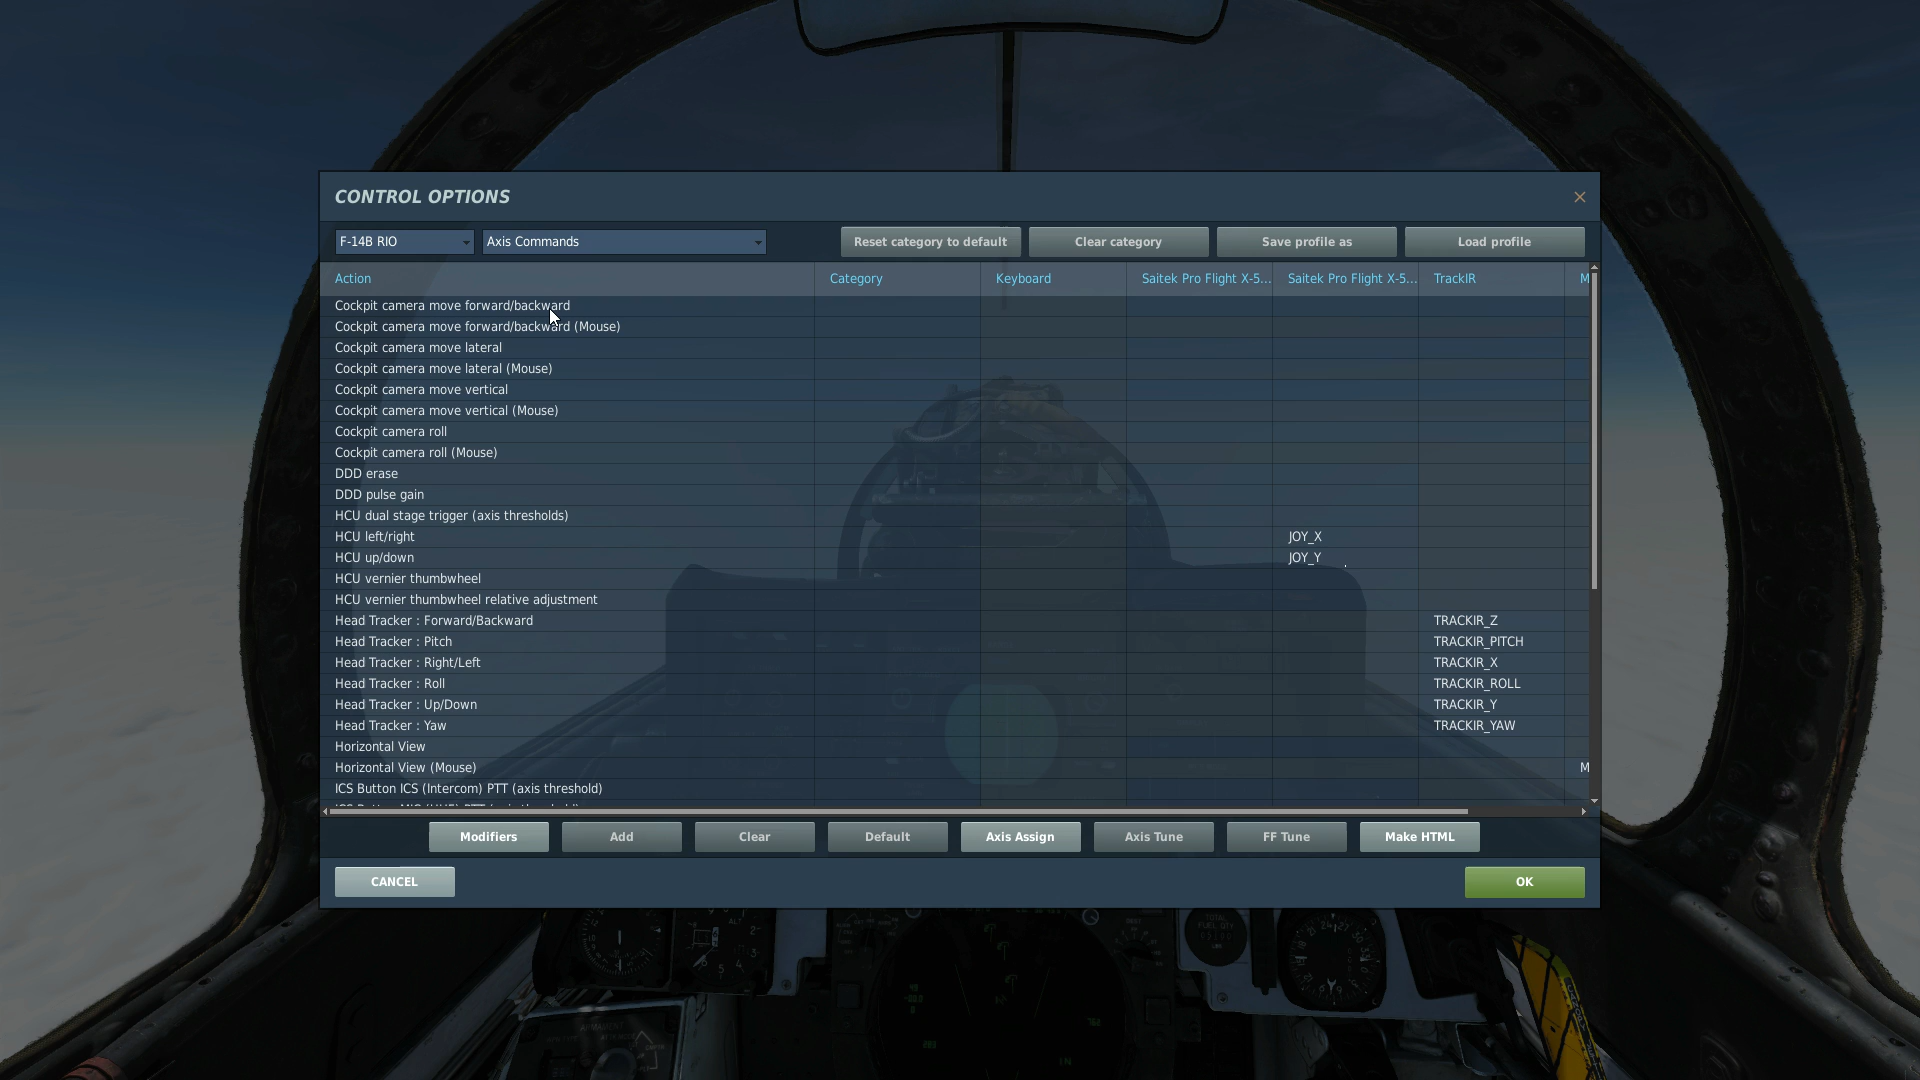 CONTROL OPTIONS
F-14B RIO
Axis Commands
Reset category to default
Clear category
Save profile as
Load profile
Action Category Keyboard Saitek Pro Flight X-5... Saitek Pro Flight X-5... TrackIR M
Cockpit camera move forward/backward
Cockpit camera move forward/backward (Mouse)
Cockpit camera move lateral
Cockpit camera move lateral (Mouse)
Cockpit camera move vertical
Cockpit camera move vertical (Mouse)
Cockpit camera roll
Cockpit camera roll (Mouse)
DDD erase
DDD pulse gain
HCU dual stage trigger (axis thresholds)
HCU left/right JOY_X
HCU up/down JOY_Y
HCU vernier thumbwheel
HCU vernier thumbwheel relative adjustment
Head Tracker : Forward/Backward TRACKIR_Z
Head Tracker : Pitch TRACKIR_PITCH
Head Tracker : Right/Left TRACKIR_X
Head Tracker : Roll TRACKIR_ROLL
Head Tracker : Up/Down TRACKIR_Y
Head Tracker : Yaw TRACKIR_YAW
Horizontal View
Horizontal View (Mouse) M
ICS Button ICS (Intercom) PTT (axis threshold)
Modifiers
Add
Clear
Default
Axis Assign
Axis Tune
FF Tune
Make HTML
CANCEL
OK
ALT
TOTAL
FUEL QTY
ARMAMENT